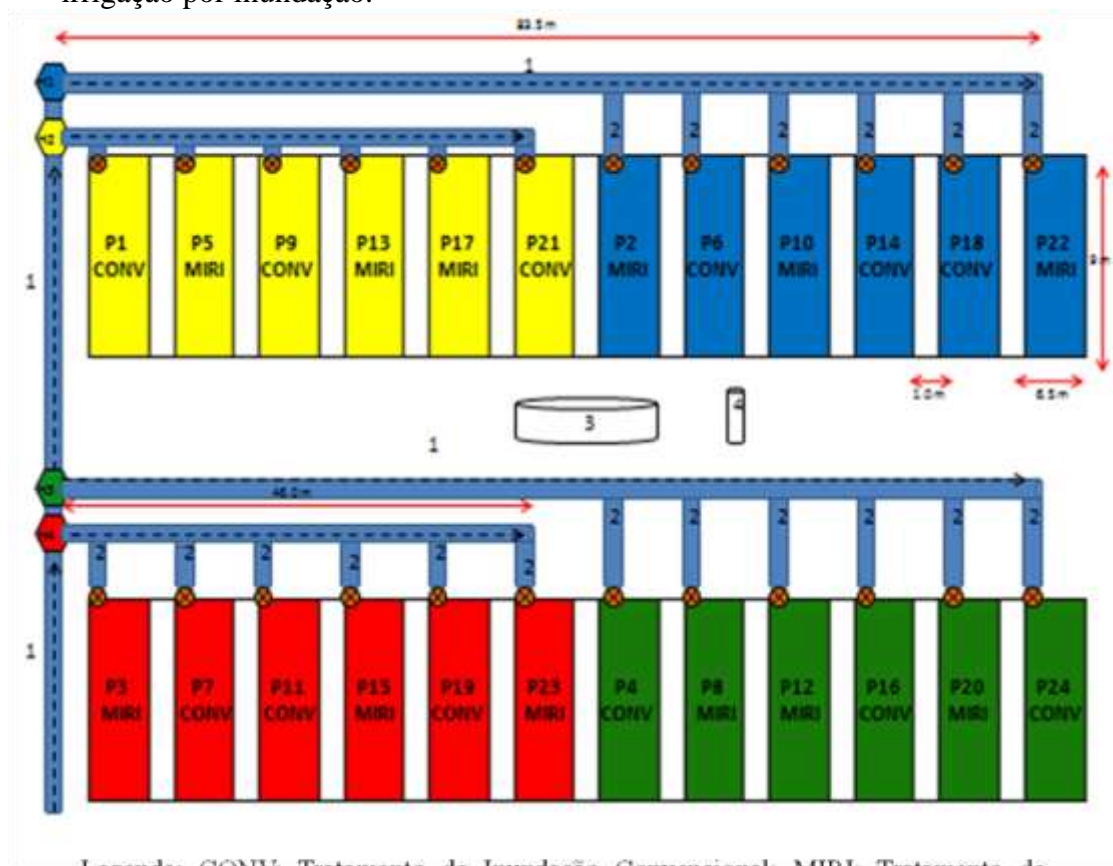 irrigação por inundação.
1
2 2 2 2 2 2
P1 P5 P9 P13 P17 P21 P2 P6 P10 P14 P18 P22
CONV MIRI CONV MIRI MIRI CONV MIRI CONV MIRI CONV CONV MIRI
1
3
1
2 2 2 2 2 2
2 2 2 2 2 2
1
P3 P7 P11 P15 P19 P23 P4 P8 P12 P16 P20 P24
MIRI CONV CONV MIRI CONV MIRI CONV MIRI MIRI CONV MIRI CONV
Legenda: CONV: Tratamento de Inundação Convencional; MIRI: Tratamento de